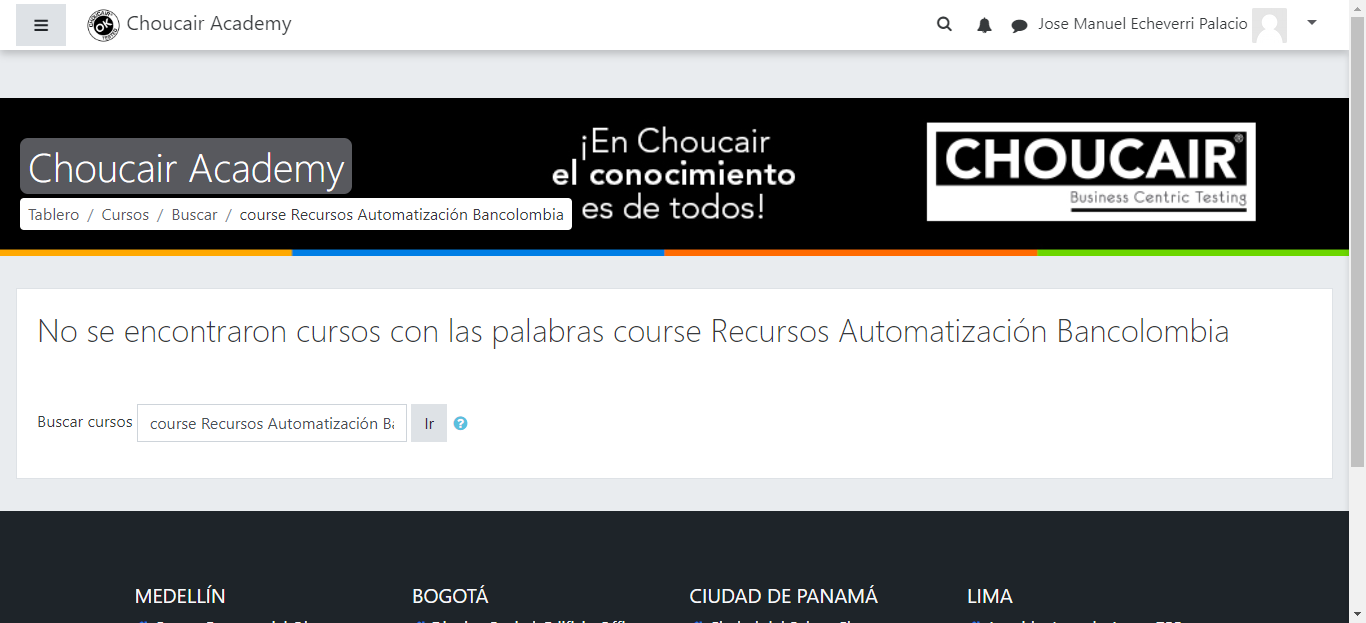 Choucair Academy
Jose Manuel Echeverri Palacio
¡En Choucair
el conocimiento
es de todos!
CHOUCAIR®
Business Centric Testing
Choucair Academy
Tablero / Cursos / Buscar / course Recursos Automatización Bancolombia
No se encontraron cursos con las palabras course Recursos Automatización Bancolombia
Buscar cursos
course Recursos Automatización Ba
Ir
MEDELLÍN
BOGOTÁ
CIUDAD DE PANAMÁ
LIMA